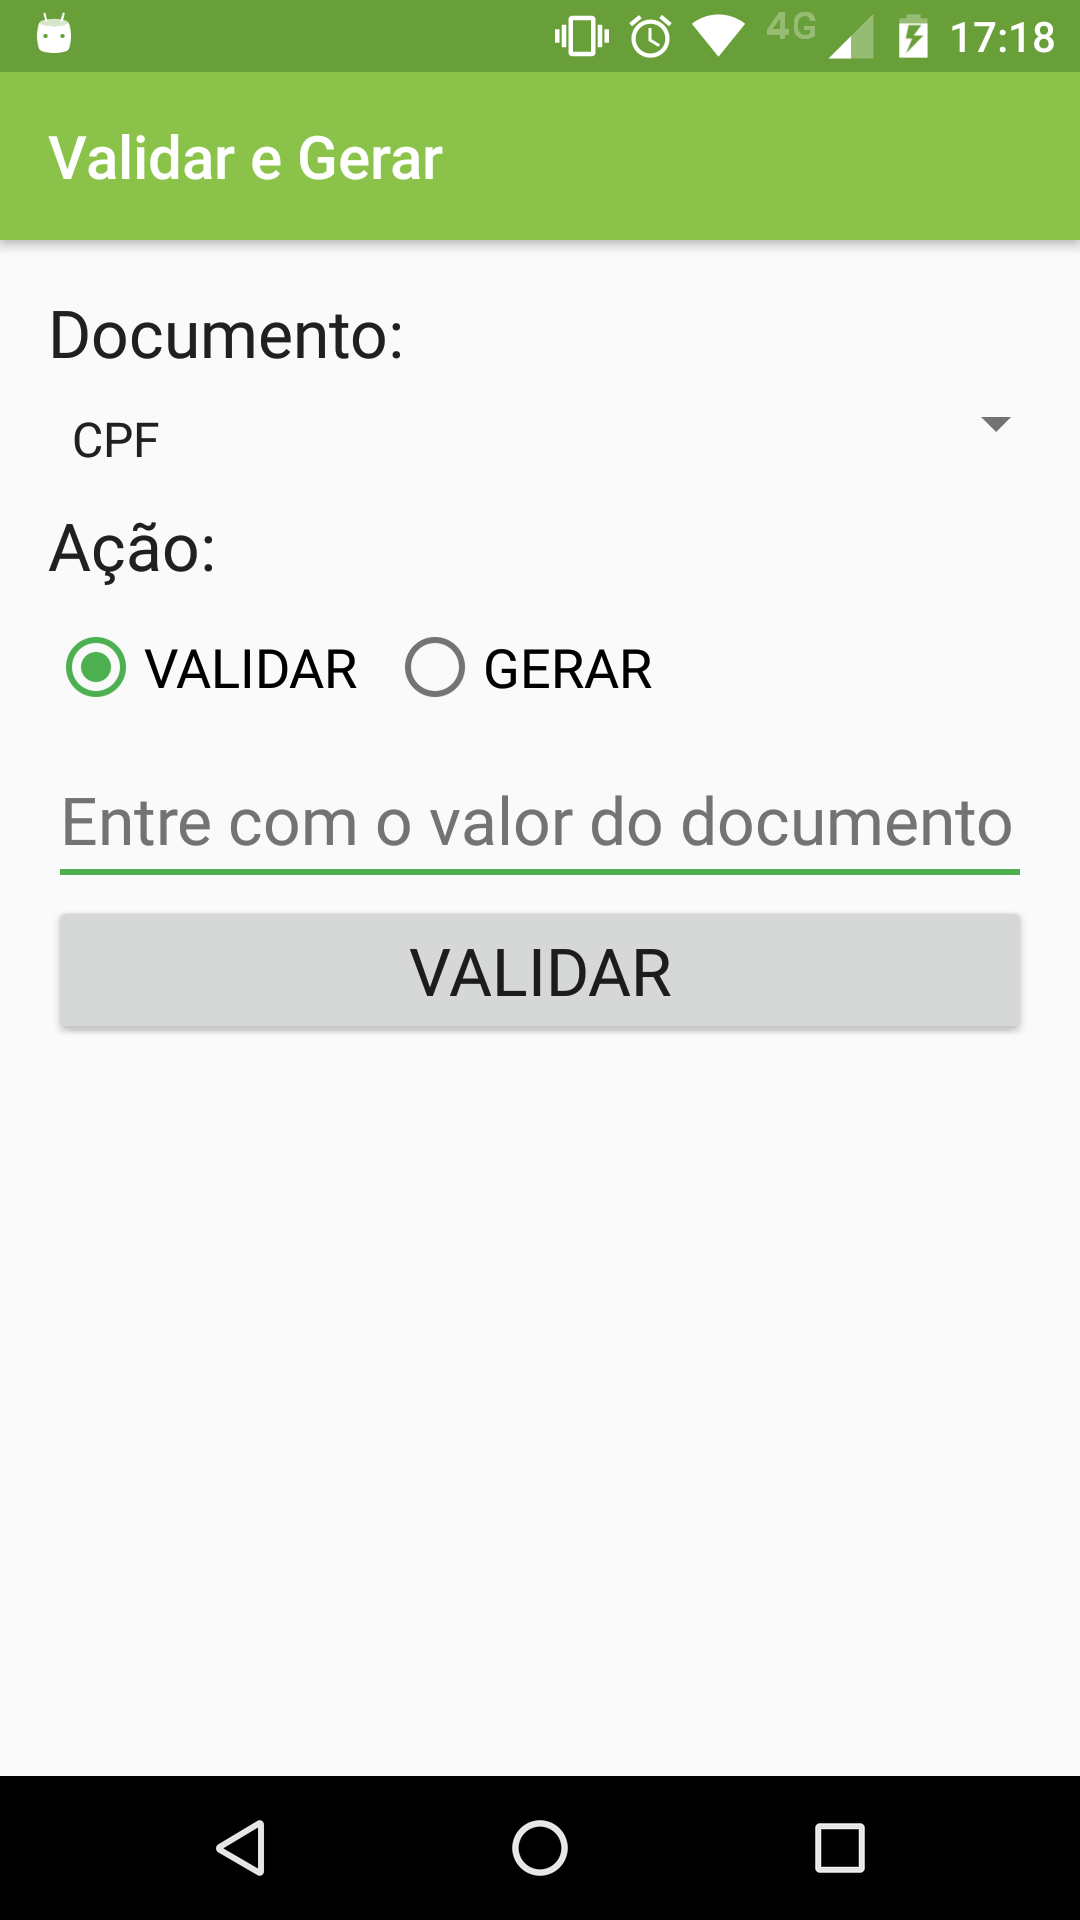 4G 17:18
Validar e Gerar
Documento:
CPF
Ação:
VALIDAR GERAR
Entre com o valor do documento
VALIDAR